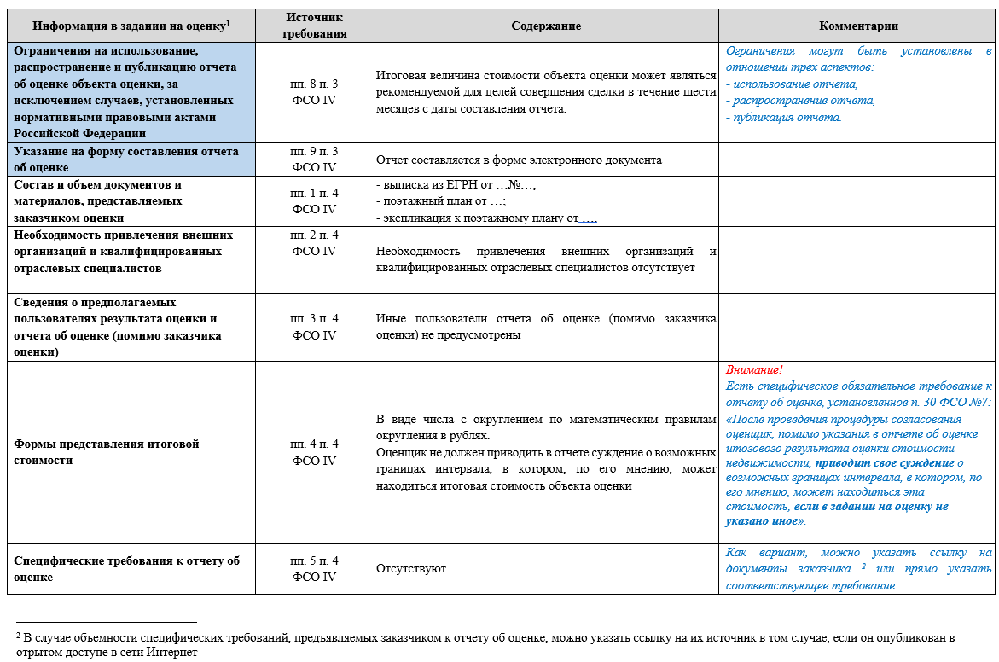 Информация в задании на оценку¹
Источник
требования
Содержание
Комментарии
Ограничения на использование,
распространение и публикацию отчета
об оценке объекта оценки, за
исключением случаев, установленных
нормативными правовыми актами
Российской Федерации
пп. 8 п. 3
ФСО IV
Итоговая величина стоимости объекта оценки может являться
рекомендуемой для целей совершения сделки в течение шести
месяцев с даты составления отчета.
Ограничения могут быть установлены в
отношении трех аспектов:
- использование отчета,
- распространение отчета,
- публикация отчета.
Указание на форму составления отчета
об оценке
пп. 9 п. 3
ФСО IV
Отчет составляется в форме электронного документа
Состав и объем документов и
материалов, представляемых
заказчиком оценки
пп. 1 п. 4
ФСО IV
- выписка из ЕГРН от …№…;
- поэтажный план от …;
- экспликация к поэтажному плану от ….
Необходимость привлечения внешних
организаций и квалифицированных
отраслевых специалистов
пп. 2 п. 4
ФСО IV
Необходимость привлечения внешних организаций и
квалифицированных отраслевых специалистов отсутствует
Сведения о предполагаемых
пользователях результата оценки и
отчета об оценке (помимо заказчика
оценки)
пп. 3 п. 4
ФСО IV
Иные пользователи отчета об оценке (помимо заказчика
оценки) не предусмотрены
Формы представления итоговой
стоимости
пп. 4 п. 4
ФСО IV
В виде числа с округлением по математическим правилам
округления в рублях.
Оценщик не должен приводить в отчете суждение о возможных
границах интервала, в котором, по его мнению, может
находиться итоговая стоимость объекта оценки
Внимание!
Есть специфическое обязательное требование к
отчету об оценке, установленное п. 30 ФСО №7:
«После проведения процедуры согласования
оценщик, помимо указания в отчете об оценке
итогового результата оценки стоимости
недвижимости, приводит свое суждение о
возможных границах интервала, в котором, по
его мнению, может находиться эта
стоимость, если в задании на оценку не
указано иное».
Специфические требования к отчету об
оценке
пп. 5 п. 4
ФСО IV
Отсутствуют
Как вариант, можно указать ссылку на
документы заказчика ² или прямо указать
соответствующее требование.
² В случае объемности специфических требований, предъявляемых заказчиком к отчету об оценке, можно указать ссылку на их источник в том случае, если он опубликован в
отрытом доступе в сети Интернет